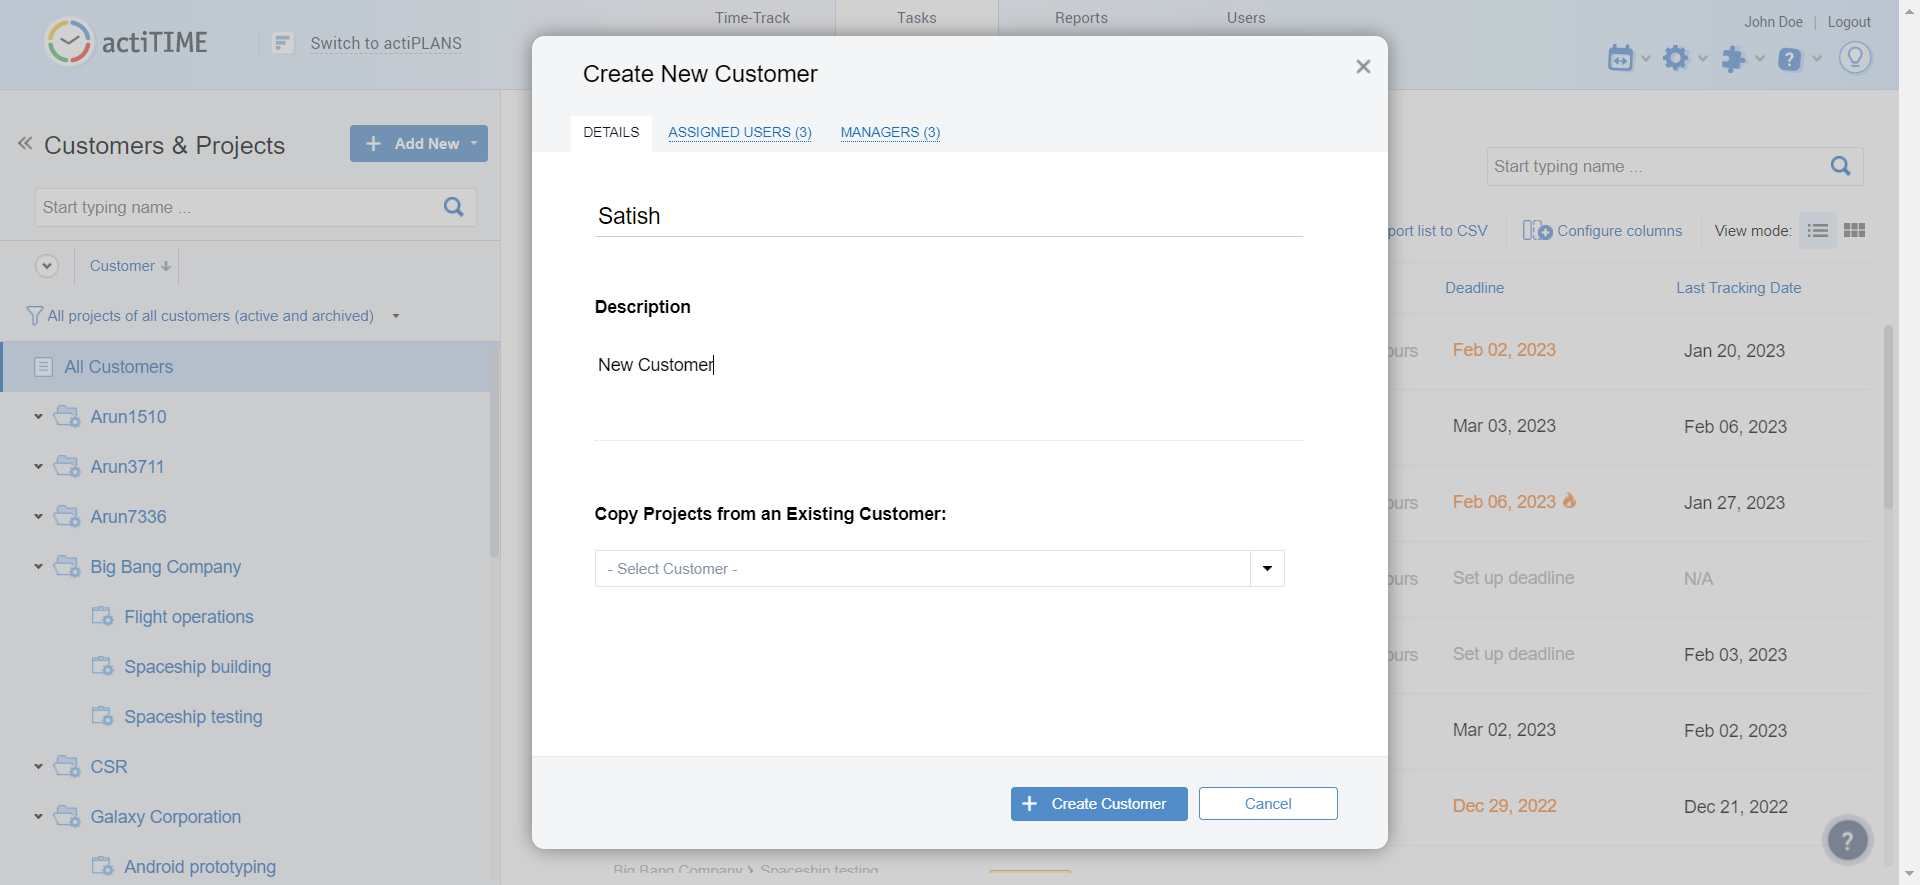 Time-Track
Tasks
Reports
Users
John Doe | Logout
actiTIME
Switch to actiPLANS
Create New Customer
Customers & Projects
Add New
DETAILS
ASSIGNED USERS (3)
MANAGERS (3)
Start typing name ...
Start typing name ...
Satish
port list to CSV
Configure columns
View mode:
Customer
All projects of all customers (active and archived)
Description
Deadline
Last Tracking Date
All Customers
New Customer
ours
Feb 02, 2023
Jan 20, 2023
Arun1510
Mar 03, 2023
Feb 06, 2023
Arun3711
Copy Projects from an Existing Customer:
ours
Feb 06, 2023
Jan 27, 2023
Arun7336
- Select Customer -
Big Bang Company
ours
Set up deadline
N/A
Flight operations
Spaceship building
ours
Set up deadline
Feb 03, 2023
Spaceship testing
Mar 02, 2023
Feb 02, 2023
CSR
Create Customer
Cancel
Dec 29, 2022
Dec 21, 2022
Galaxy Corporation
Android prototyping
Big Bang Company > Spaceship testing